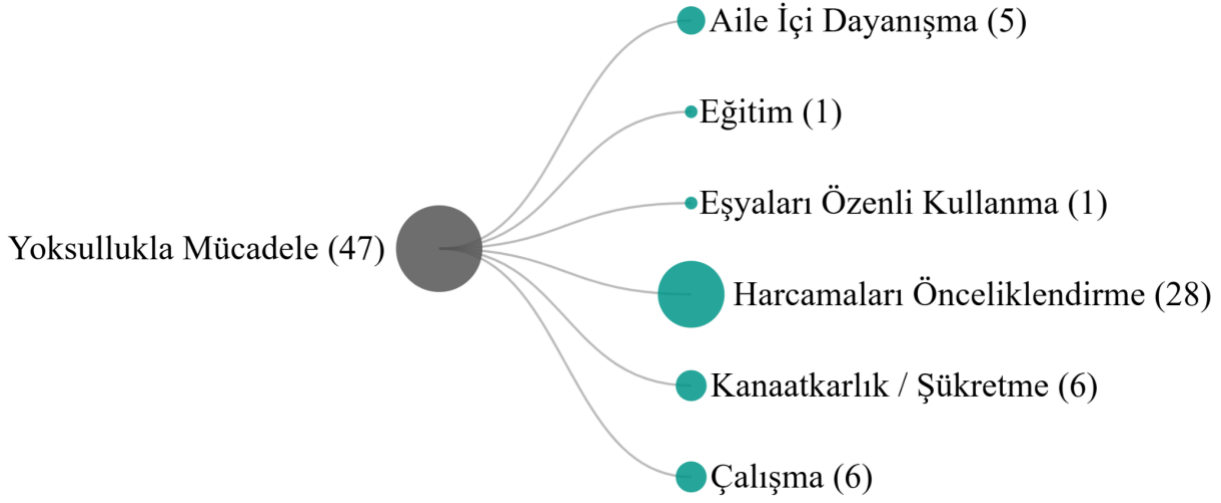 Aile İçi Dayanışma (5)
Eğitim (1)
Eşyaları Özenli Kullanma (1)
Yoksullukla Mücadele (47)
Harcamaları Önceliklendirme (28)
Kanaatkarlık / Şükretme (6)
Çalışma (6)